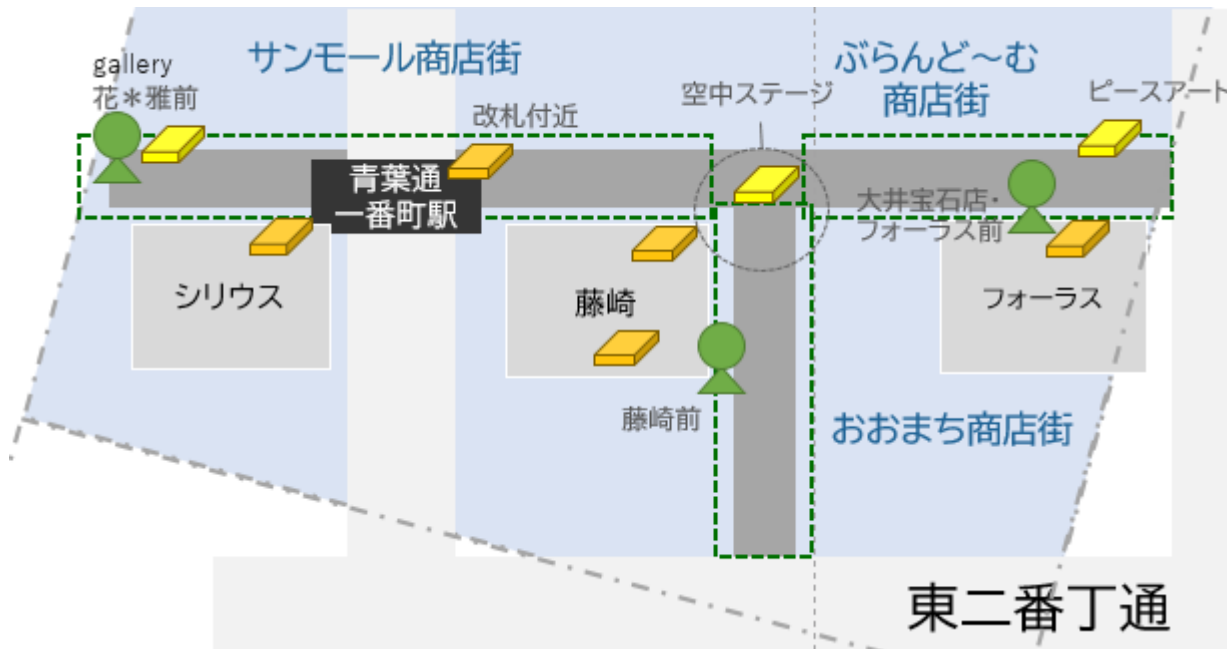 サンモール商店街
ぶらんど～む
商店街
gallery
花＊雅前
改札付近
空中ステージ
ピースアート
青葉通
一番町駅
大井宝石店・
フォーラス前
シリウス
藤崎
フォーラス
藤崎前
おおまち商店街
東二番丁通